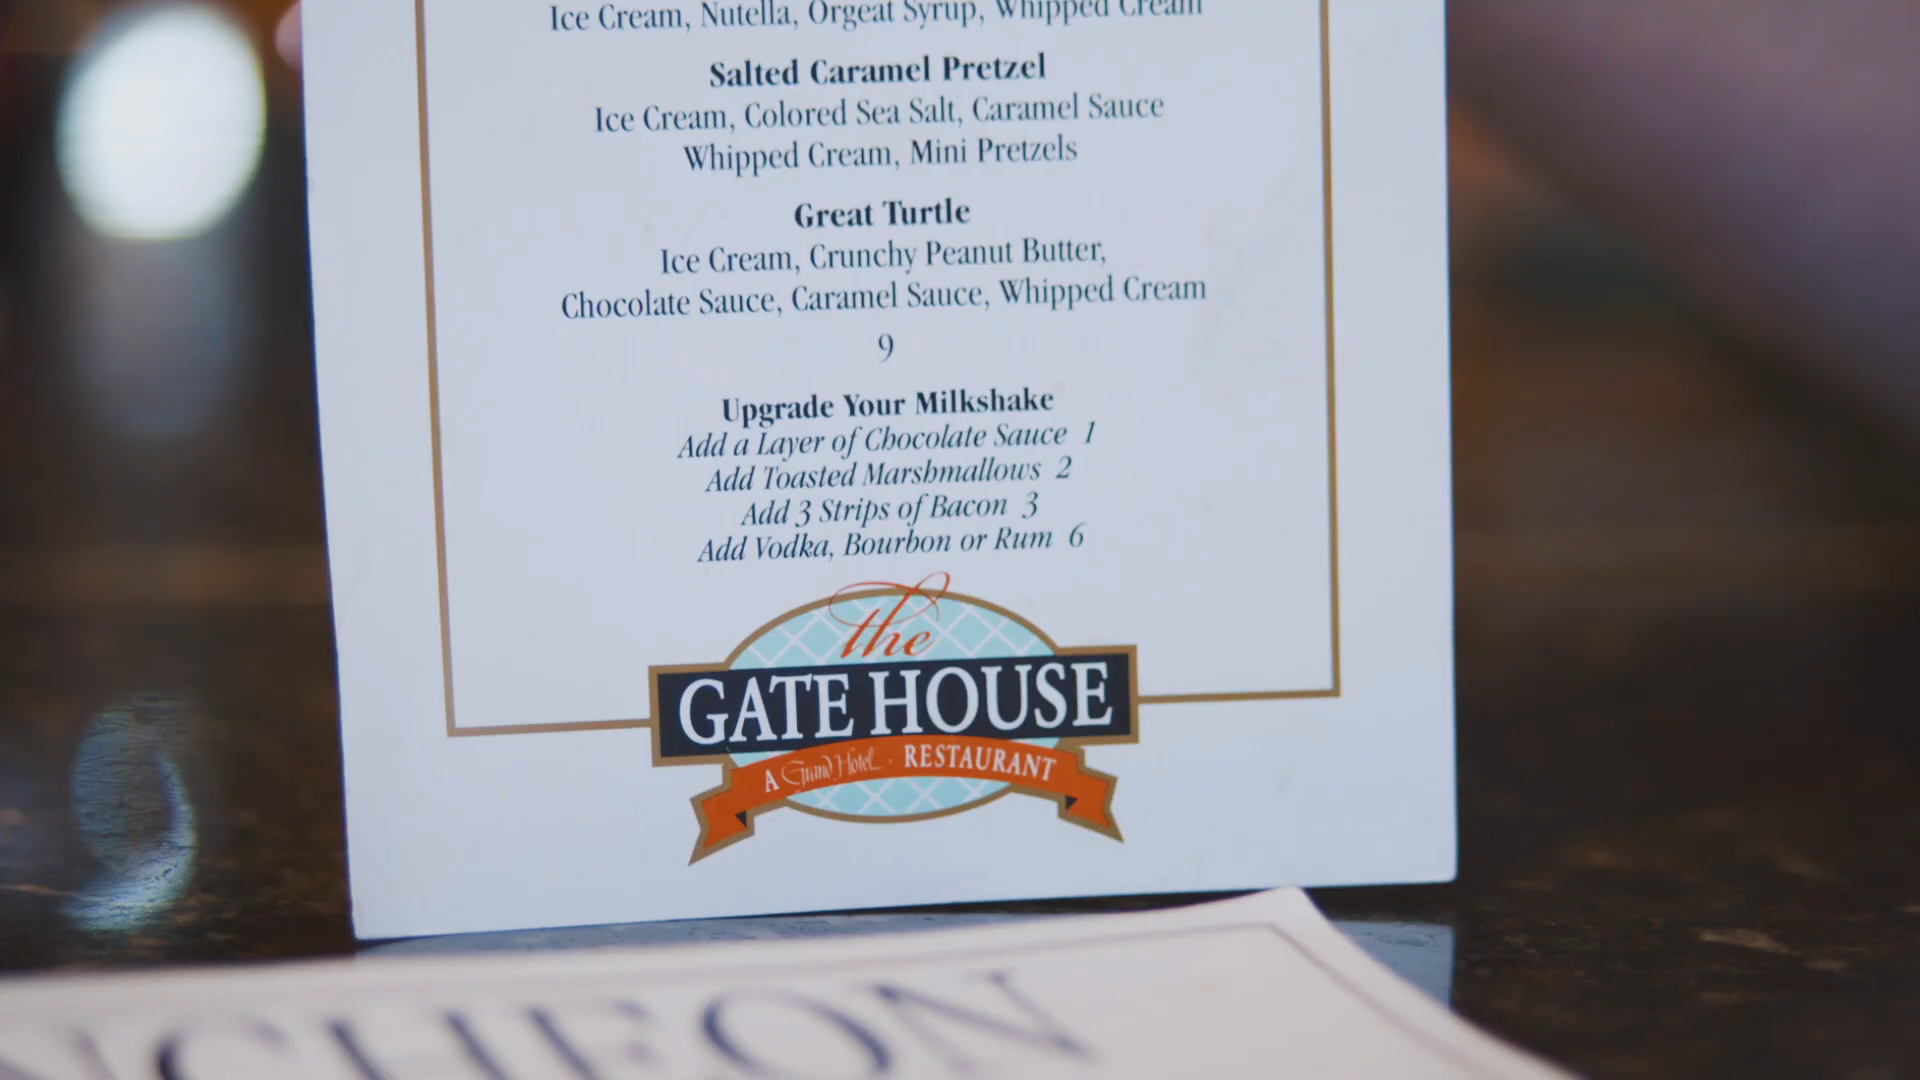 Ice Cream, Nutella, Orgeat Syrup, Whipped Cream
Salted Caramel Pretzel
Ice Cream, Colored Sea Salt, Caramel Sauce
Whipped Cream, Mini Pretzels
Great Turtle
Ice Cream, Crunchy Peanut Butter,
Chocolate Sauce, Caramel Sauce, Whipped Cream
9
Upgrade Your Milkshake
Add a Layer of Chocolate Sauce 1
Add Toasted Marshmallows 2
Add 3 Strips of Bacon 3
Add Vodka, Bourbon or Rum 6
the
GATE HOUSE
A Grand Hotel RESTAURANT
NCHEON